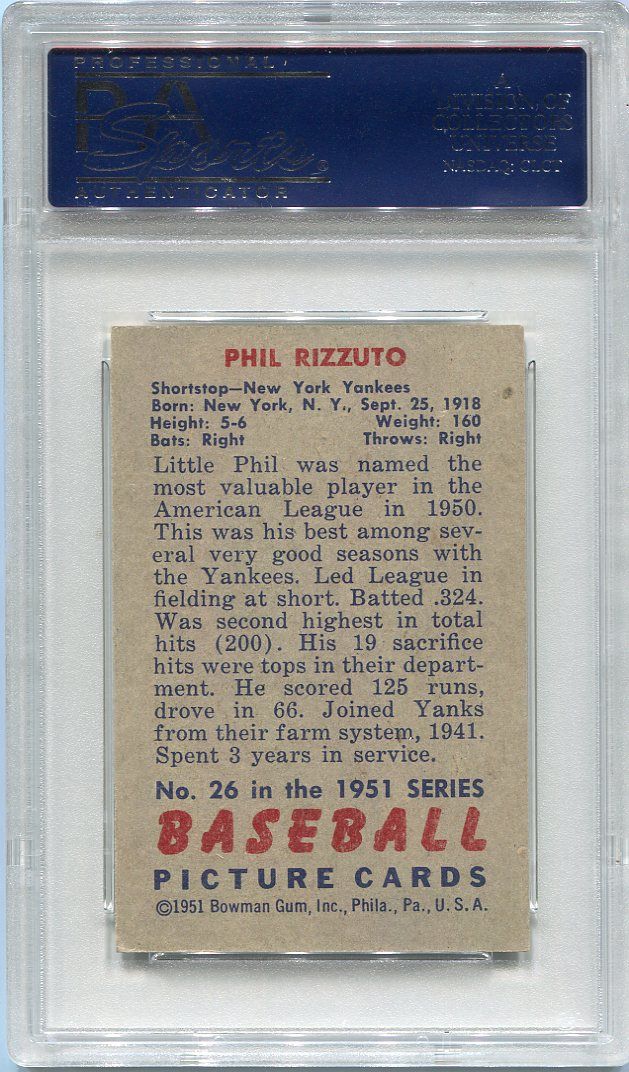 PROFESSIONAL
PSA
Sports®
AUTHENTICATOR
A
DIVISION OF
COLLECTORS
UNIVERSE
NASDAQ: CLCT
PHIL RIZZUTO
Shortstop—New York Yankees
Born: New York, N. Y., Sept. 25, 1918
Height: 5-6 Weight: 160
Bats: Right Throws: Right
Little Phil was named the
most valuable player in the
American League in 1950.
This was his best among sev-
eral very good seasons with
the Yankees. Led League in
fielding at short. Batted .324.
Was second highest in total
hits (200). His 19 sacrifice
hits were tops in their depart-
ment. He scored 125 runs,
drove in 66. Joined Yanks
from their farm system, 1941.
Spent 3 years in service.
No. 26 in the 1951 SERIES
BASEBALL
PICTURE CARDS
©1951 Bowman Gum, Inc., Phila., Pa., U. S. A.